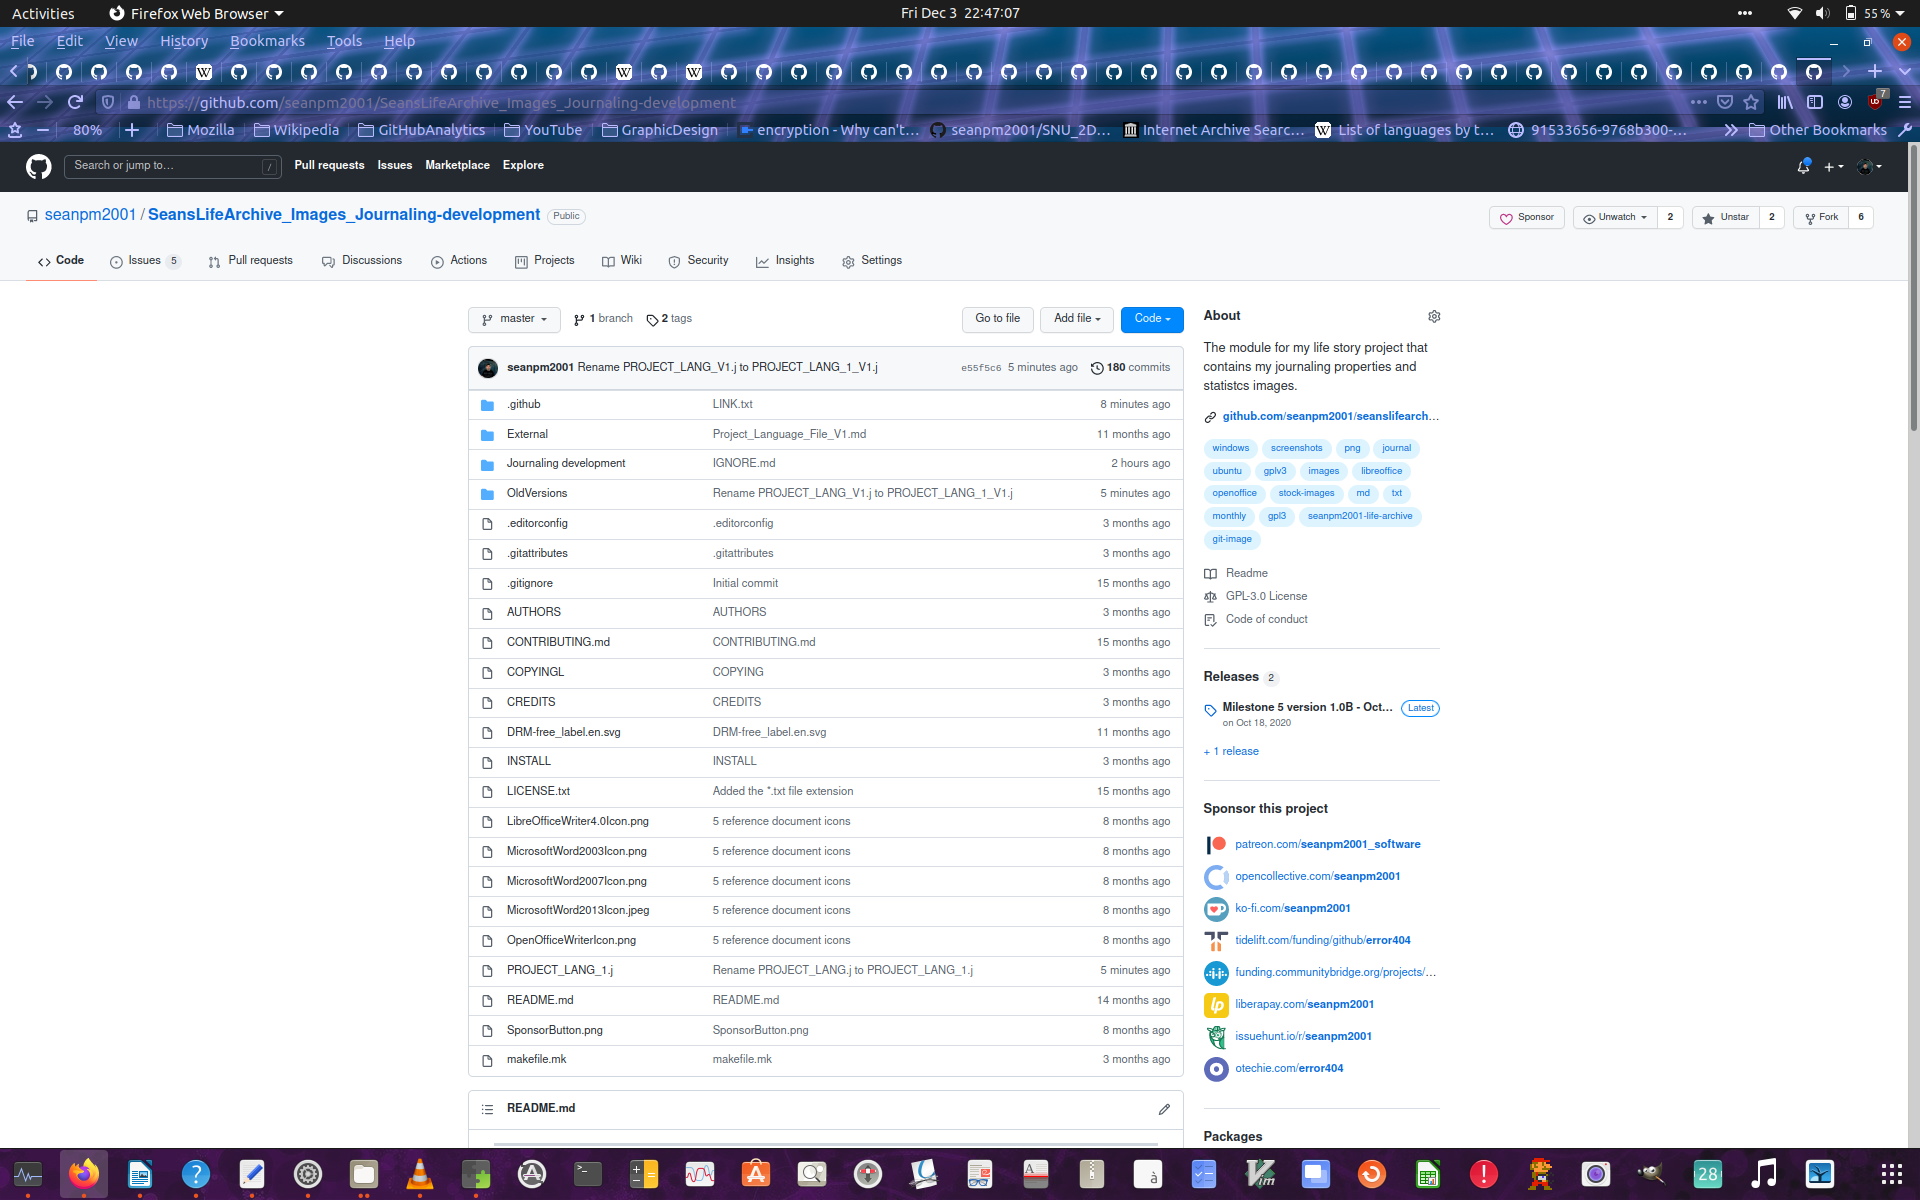 Activities Firefox Web Browser Fri Dec 3 22:47:07 55 %
File Edit View History Bookmarks Tools Help
https://github.com/seanpm2001/SeansLifeArchive_Images_Journaling-development 7
80% Mozilla Wikipedia GitHubAnalytics YouTube GraphicDesign encryption - Why can't… seanpm2001/SNU_2D… Internet Archive Searc… List of languages by t… 91533656-9768b300-… Other Bookmarks
Search or jump to… / Pull requests Issues Marketplace Explore
seanpm2001 / SeansLifeArchive_Images_Journaling-development Public Sponsor Unwatch 2 Unstar 2 Fork 6
Code Issues 5 Pull requests Discussions Actions Projects Wiki Security Insights Settings
master 1 branch 2 tags Go to file Add file Code
seanpm2001 Rename PROJECT_LANG_V1.j to PROJECT_LANG_1_V1.j e55f5c6 5 minutes ago 180 commits
.github LINK.txt 8 minutes ago
External Project_Language_File_V1.md 11 months ago
Journaling development IGNORE.md 2 hours ago
OldVersions Rename PROJECT_LANG_V1.j to PROJECT_LANG_1_V1.j 5 minutes ago
.editorconfig .editorconfig 3 months ago
.gitattributes .gitattributes 3 months ago
.gitignore Initial commit 15 months ago
AUTHORS AUTHORS 3 months ago
CONTRIBUTING.md CONTRIBUTING.md 15 months ago
COPYINGL COPYING 3 months ago
CREDITS CREDITS 3 months ago
DRM-free_label.en.svg DRM-free_label.en.svg 11 months ago
INSTALL INSTALL 3 months ago
LICENSE.txt Added the *.txt file extension 15 months ago
LibreOfficeWriter4.0Icon.png 5 reference document icons 8 months ago
MicrosoftWord2003Icon.png 5 reference document icons 8 months ago
MicrosoftWord2007Icon.png 5 reference document icons 8 months ago
MicrosoftWord2013Icon.jpeg 5 reference document icons 8 months ago
OpenOfficeWriterIcon.png 5 reference document icons 8 months ago
PROJECT_LANG_1.j Rename PROJECT_LANG.j to PROJECT_LANG_1.j 5 minutes ago
README.md README.md 14 months ago
SponsorButton.png SponsorButton.png 8 months ago
makefile.mk makefile.mk 3 months ago
README.md
About
The module for my life story project that
contains my journaling properties and
statistcs images.
github.com/seanpm2001/seanslifearch…
windows screenshots png journal
ubuntu gplv3 images libreoffice
openoffice stock-images md txt
monthly gpl3 seanpm2001-life-archive
git-image
Readme
GPL-3.0 License
Code of conduct
Releases 2
Milestone 5 version 1.0B - Oct… Latest
on Oct 18, 2020
+ 1 release
Sponsor this project
patreon.com/seanpm2001_software
opencollective.com/seanpm2001
ko-fi.com/seanpm2001
tidelift.com/funding/github/error404
funding.communitybridge.org/projects/…
liberapay.com/seanpm2001
issuehunt.io/r/seanpm2001
otechie.com/error404
Packages
28